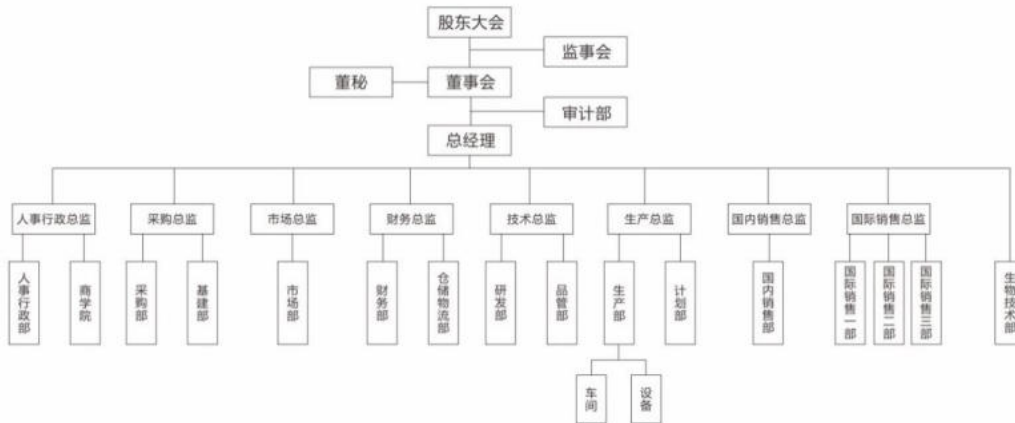 股东大会
监事会
董秘
董事会
审计部
总经理
人事行政总监
采购总监
市场总监
财务总监
技术总监
生产总监
国内销售总监
国际销售总监
人事行政部
商学院
采购部
基建部
市场部
财务部
仓储物流部
研发部
品管部
生产部
计划部
国内销售部
国际销售一部
国际销售二部
国际销售三部
生物技术部
车间
设备